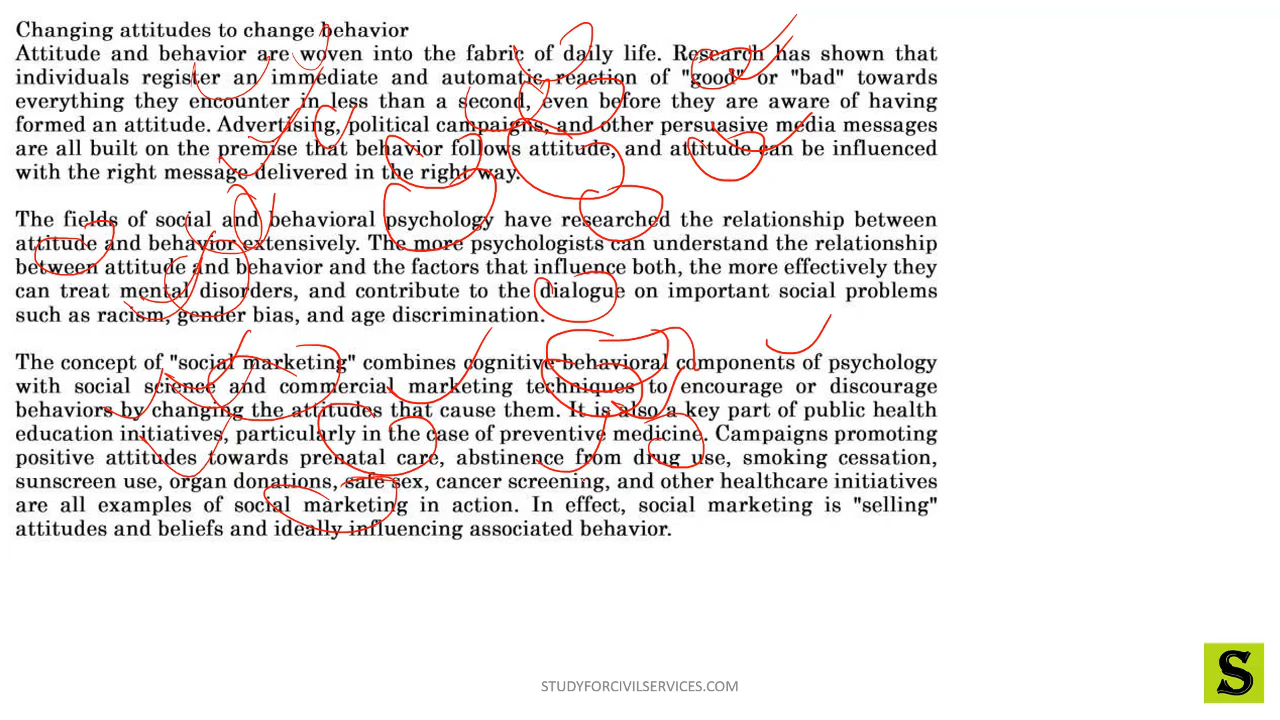 Changing attitudes to change behavior
Attitude and behavior are woven into the fabric of daily life. Research has shown that
individuals register an immediate and automatic reaction of "good" or "bad" towards
everything they encounter in less than a second, even before they are aware of having
formed an attitude. Advertising, political campaigns, and other persuasive media messages
are all built on the premise that behavior follows attitude, and attitude can be influenced
with the right message delivered in the right way.
The fields of social and behavioral psychology have researched the relationship between
attitude and behavior extensively. The more psychologists can understand the relationship
between attitude and behavior and the factors that influence both, the more effectively they
can treat mental disorders, and contribute to the dialogue on important social problems
such as racism, gender bias, and age discrimination.
The concept of "social marketing" combines cognitive-behavioral components of psychology
with social science and commercial marketing techniques to encourage or discourage
behaviors by changing the attitudes that cause them. It is also a key part of public health
education initiatives, particularly in the case of preventive medicine. Campaigns promoting
positive attitudes towards prenatal care, abstinence from drug use, smoking cessation,
sunscreen use, organ donations, safe sex, cancer screening, and other healthcare initiatives
are all examples of social marketing in action. In effect, social marketing is "selling"
attitudes and beliefs and ideally influencing associated behavior.
STUDYFORCIVILSERVICES.COM
S